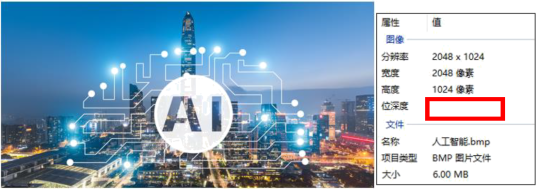 AI
属性 值
图像
分辨率 2048 x 1024
宽度 2048 像素
高度 1024 像素
位深度
文件
名称 人工智能.bmp
项目类型 BMP 图片文件
大小 6.00 MB